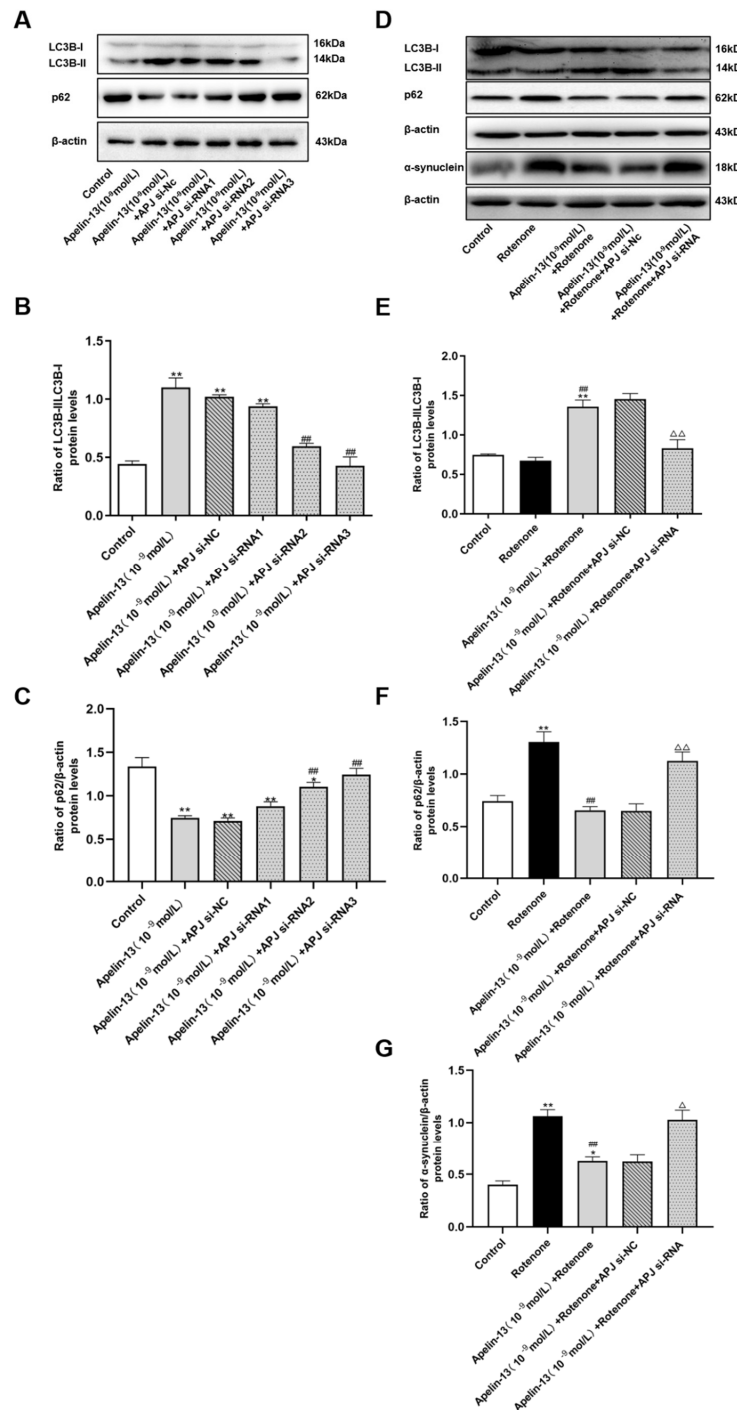 A
LC3B-I
16kDa
LC3B-II
14kDa
p62
62kDa
β-actin
43kDa
Control
Apelin-13(10⁻⁹mol/L)
Apelin-13(10⁻⁹mol/L)
+APJ si-Nc
Apelin-13(10⁻⁹mol/L)
+APJ si-RNA1
Apelin-13(10⁻⁹mol/L)
+APJ si-RNA2
Apelin-13(10⁻⁹mol/L)
+APJ si-RNA3
D
LC3B-I
16kDa
LC3B-II
14kDa
p62
62kDa
β-actin
43kDa
α-synuclein
18kD
β-actin
43kD
Control
Rotenone
Apelin-13(10⁻⁹mol/L)
+Rotenone
Apelin-13(10⁻⁹mol/L)
+Rotenone+APJ si-Nc
Apelin-13(10⁻⁹mol/L)
+Rotenone+APJ si-RNA
B
Ratio of LC3B-IILC3B-I
protein levels
1.5
1.0
0.5
0.0
**
**
**
##
##
Control
Apelin-13(10⁻⁹mol/L)
Apelin-13(10⁻⁹mol/L)+APJ si-NC
Apelin-13(10⁻⁹mol/L)+APJ si-RNA1
Apelin-13(10⁻⁹mol/L)+APJ si-RNA2
Apelin-13(10⁻⁹mol/L)+APJ si-RNA3
E
Ratio of LC3B-IILC3B-I
protein levels
2.0
1.5
1.0
0.5
0.0
##
**
△△
Control
Rotenone
Apelin-13(10⁻⁹mol/L)+Rotenone
Apelin-13(10⁻⁹mol/L)+Rotenone+APJ si-NC
Apelin-13(10⁻⁹mol/L)+Rotenone+APJ si-RNA
C
Ratio of p62/β-actin
protein levels
2.0
1.5
1.0
0.5
0.0
**
**
**
##
*
##
Control
Apelin-13(10⁻⁹mol/L)
Apelin-13(10⁻⁹mol/L)+APJ si-NC
Apelin-13(10⁻⁹mol/L)+APJ si-RNA1
Apelin-13(10⁻⁹mol/L)+APJ si-RNA2
Apelin-13(10⁻⁹mol/L)+APJ si-RNA3
F
Ratio of p62/β-actin
protein levels
1.5
1.0
0.5
0.0
**
##
△△
Control
Rotenone
Apelin-13(10⁻⁹mol/L)+Rotenone
Apelin-13(10⁻⁹mol/L)+Rotenone+APJ si-NC
Apelin-13(10⁻⁹mol/L)+Rotenone+APJ si-RNA
G
Ratio of α-synuclein/β-actin
protein levels
1.5
1.0
0.5
0.0
**
##
*
△
Control
Rotenone
Apelin-13(10⁻⁹mol/L)+Rotenone
Apelin-13(10⁻⁹mol/L)+Rotenone+APJ si-NC
Apelin-13(10⁻⁹mol/L)+Rotenone+APJ si-RNA